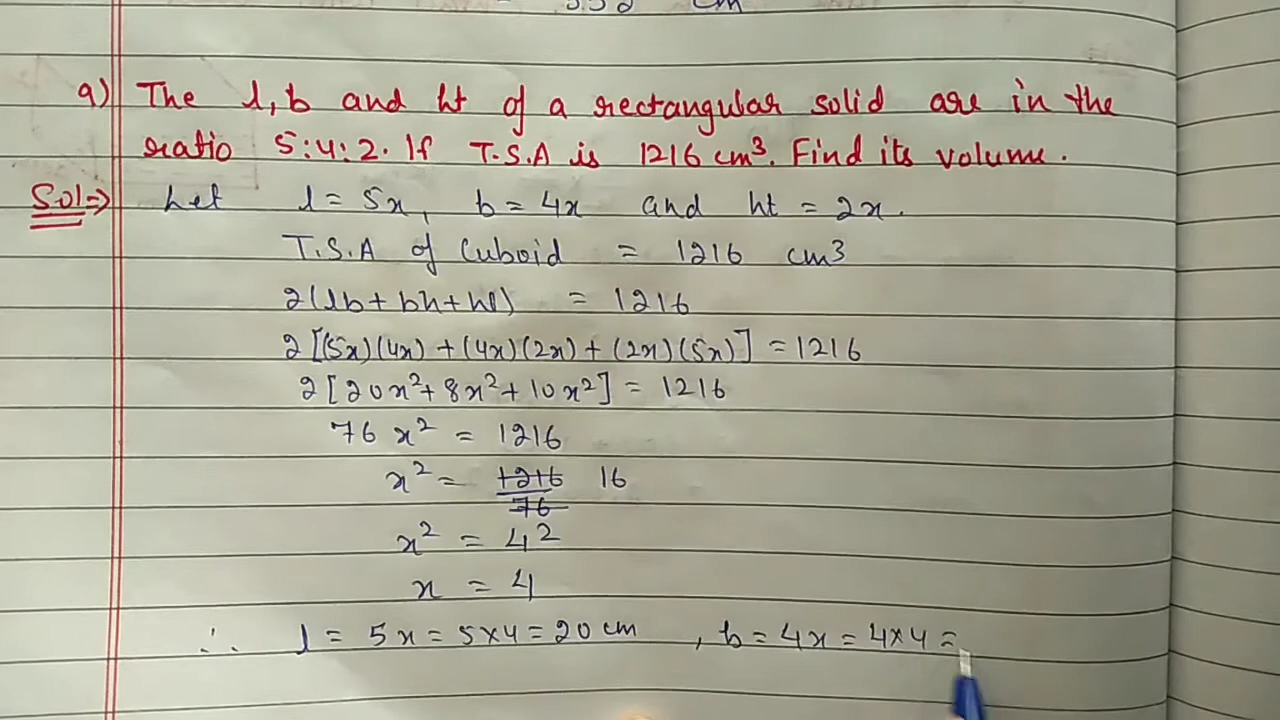 cm
9) The l, b and ht of a rectangular solid are in the
ratio 5:4:2. If T.S.A is 1216 cm³. Find its volume.
Sol⇒ Let l = 5x, b = 4x and ht = 2x.
T.S.A of Cuboid = 1216 cm³
2(lb+bh+hl) = 1216
2[(5x)(4x) + (4x)(2x) + (2x)(5x)] = 1216
2[20x²+ 8x²+ 10x²] = 1216
76 x² = 1216
x² = 1216 16
76
x² = 4²
x = 4
∴ l = 5x = 5×4 = 20 cm , b = 4x = 4×4 =